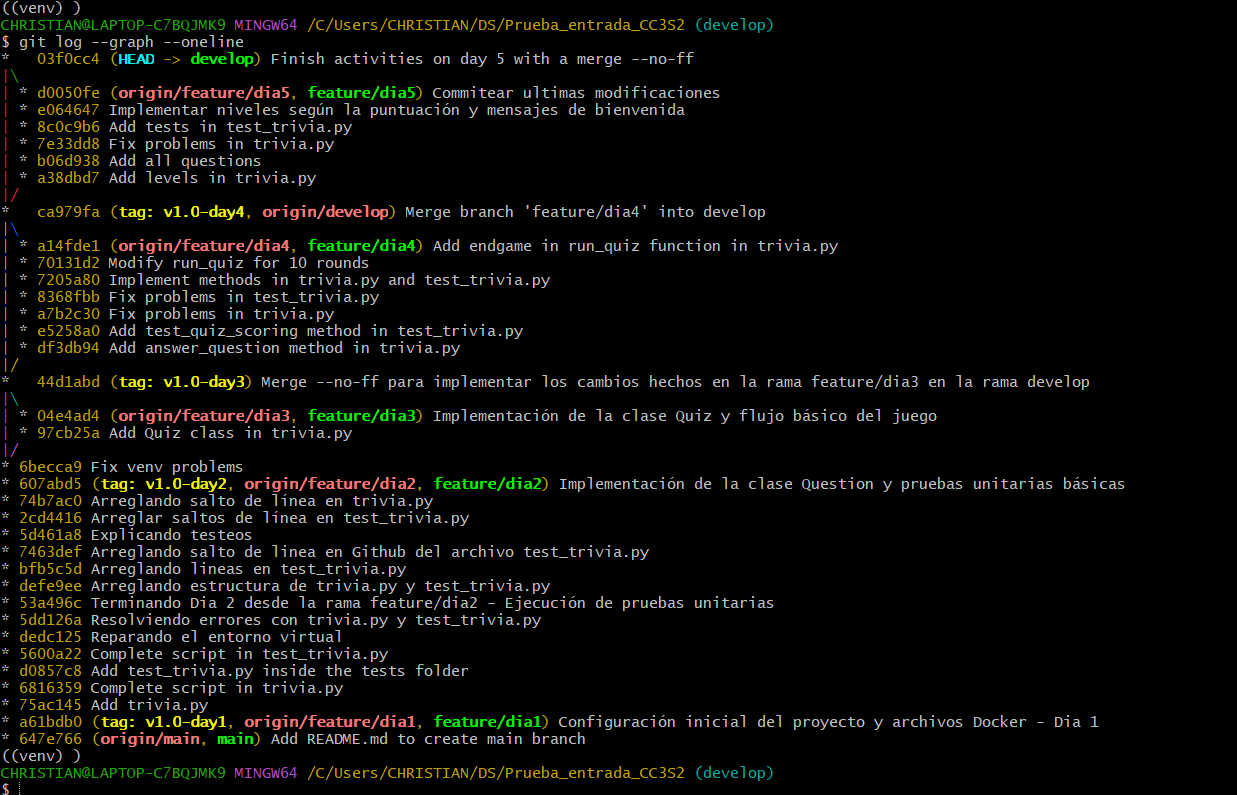 ((venv) )
CHRISTIAN@LAPTOP-C7BQJMK9 MINGW64 /C/Users/CHRISTIAN/DS/Prueba_entrada_CC3S2 (develop)
$ git log --graph --oneline
*   03f0cc4 (HEAD -> develop) Finish activities on day 5 with a merge --no-ff
|\
| * d0050fe (origin/feature/dia5, feature/dia5) Commitear ultimas modificaciones
| * e064647 Implementar niveles según la puntuación y mensajes de bienvenida
| * 8c0c9b6 Add tests in test_trivia.py
| * 7e33dd8 Fix problems in trivia.py
| * b06d938 Add all questions
| * a38dbd7 Add levels in trivia.py
|/
*   ca979fa (tag: v1.0-day4, origin/develop) Merge branch 'feature/dia4' into develop
|\
| * a14fde1 (origin/feature/dia4, feature/dia4) Add endgame in run_quiz function in trivia.py
| * 70131d2 Modify run_quiz for 10 rounds
| * 7205a80 Implement methods in trivia.py and test_trivia.py
| * 8368fbb Fix problems in test_trivia.py
| * a7b2c30 Fix problems in trivia.py
| * e5258a0 Add test_quiz_scoring method in test_trivia.py
| * df3db94 Add answer_question method in trivia.py
|/
*   44d1abd (tag: v1.0-day3) Merge --no-ff para implementar los cambios hechos en la rama feature/dia3 en la rama develop
|\
| * 04e4ad4 (origin/feature/dia3, feature/dia3) Implementación de la clase Quiz y flujo básico del juego
| * 97cb25a Add Quiz class in trivia.py
|/
* 6becca9 Fix venv problems
* 607abd5 (tag: v1.0-day2, origin/feature/dia2, feature/dia2) Implementación de la clase Question y pruebas unitarias básicas
* 74b7ac0 Arreglando salto de línea en trivia.py
* 2cd4416 Arreglar saltos de línea en test_trivia.py
* 5d461a8 Explicando testeos
* 7463def Arreglando salto de linea en Github del archivo test_trivia.py
* bfb5c5d Arreglando lineas en test_trivia.py
* defe9ee Arreglando estructura de trivia.py y test_trivia.py
* 53a496c Terminando Dia 2 desde la rama feature/dia2 - Ejecución de pruebas unitarias
* 5dd126a Resolviendo errores con trivia.py y test_trivia.py
* dedc125 Reparando el entorno virtual
* 5600a22 Complete script in test_trivia.py
* d0857c8 Add test_trivia.py inside the tests folder
* 6816359 Complete script in trivia.py
* 75ac145 Add trivia.py
* a61bdb0 (tag: v1.0-day1, origin/feature/dia1, feature/dia1) Configuración inicial del proyecto y archivos Docker - Dia 1
* 647e766 (origin/main, main) Add README.md to create main branch
((venv) )
CHRISTIAN@LAPTOP-C7BQJMK9 MINGW64 /C/Users/CHRISTIAN/DS/Prueba_entrada_CC3S2 (develop)
$